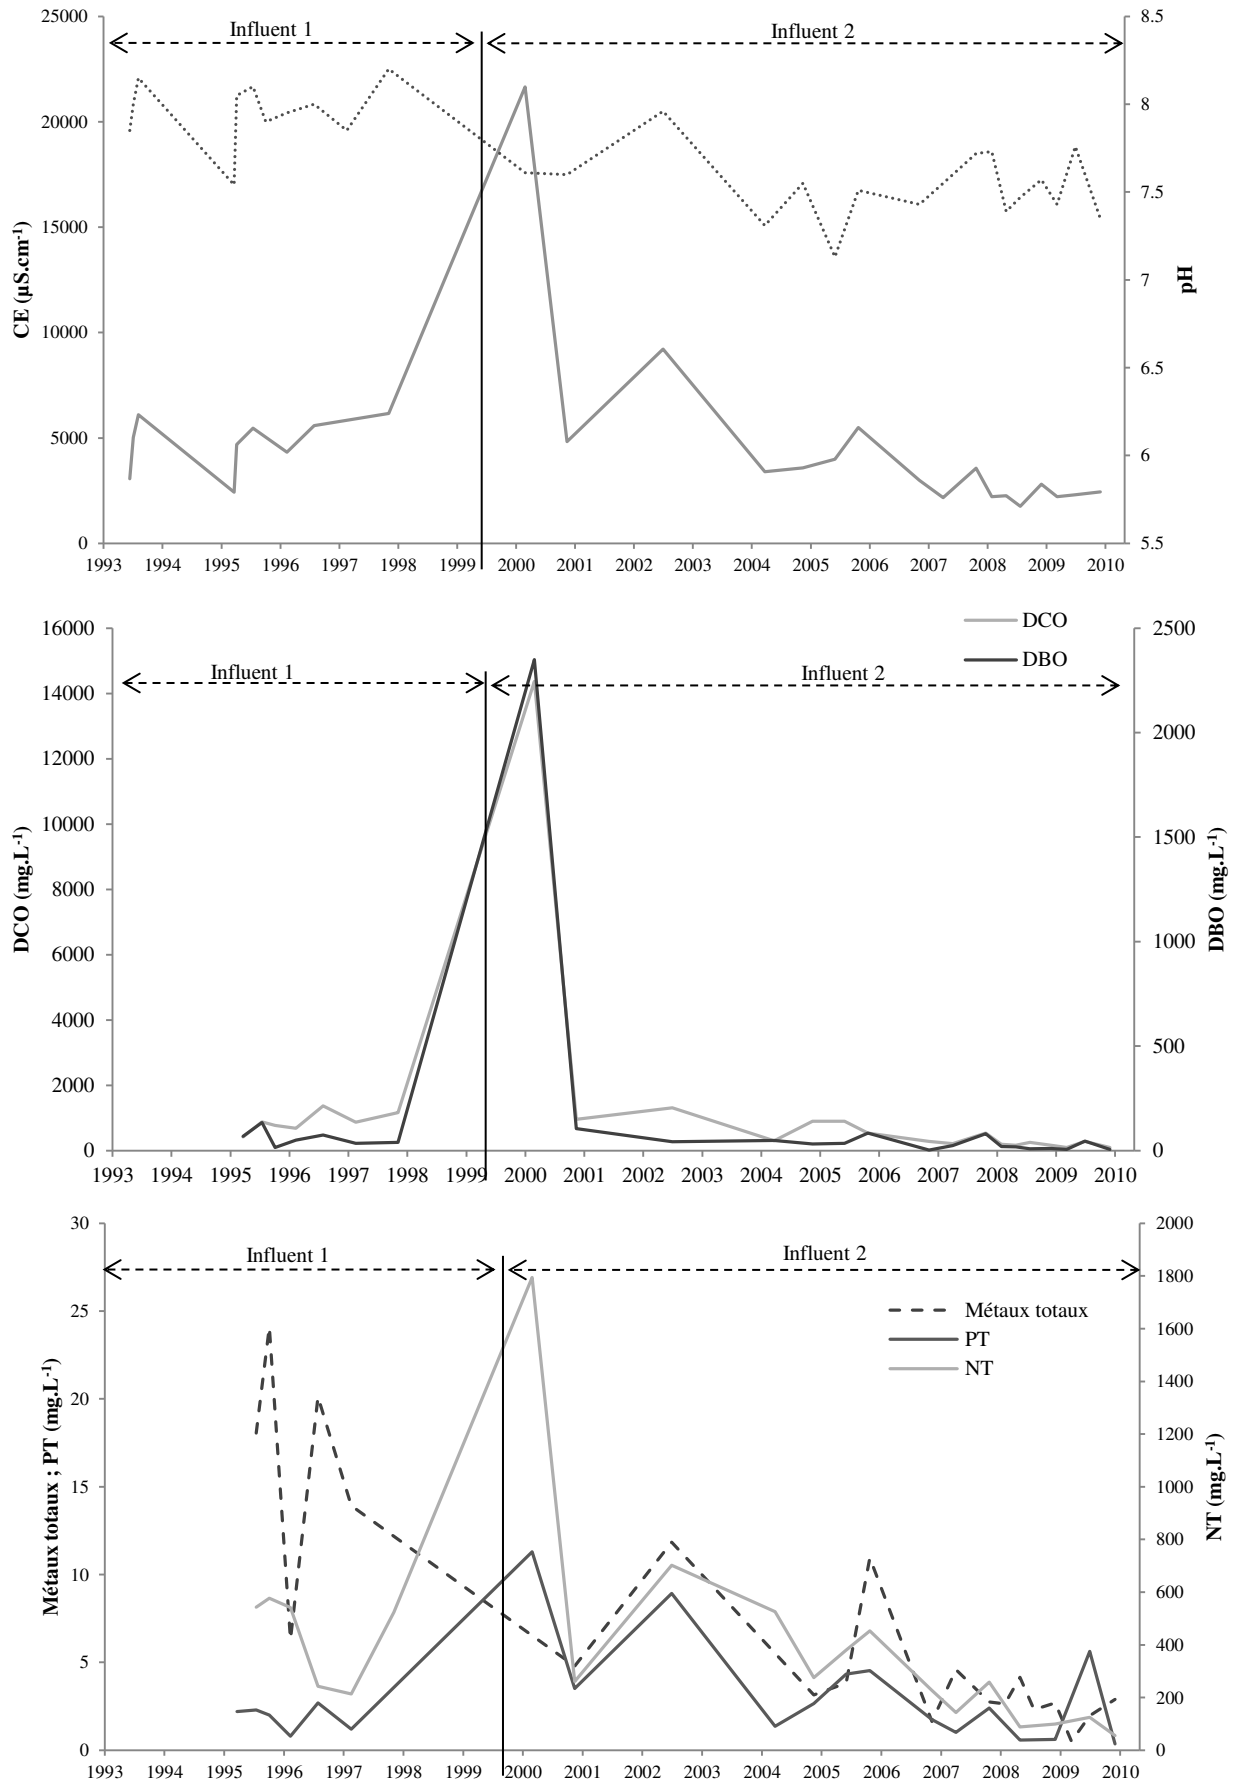 Influent 1
Influent 2
25000
20000
15000
10000
5000
0
CE (µS.cm-1)
8.5
8
7.5
7
6.5
6
5.5
pH
1993 1994 1995 1996 1997 1998 1999 2000 2001 2002 2003 2004 2005 2006 2007 2008 2009 2010
DCO
DBO
Influent 1
Influent 2
16000
14000
12000
10000
8000
6000
4000
2000
0
DCO (mg.L-1)
2500
2000
1500
1000
500
0
DBO (mg.L-1)
1993 1994 1995 1996 1997 1998 1999 2000 2001 2002 2003 2004 2005 2006 2007 2008 2009 2010
Influent 1
Influent 2
Métaux totaux
PT
NT
30
25
20
15
10
5
0
Métaux totaux ; PT (mg.L-1)
2000
1800
1600
1400
1200
1000
800
600
400
200
0
NT (mg.L-1)
1993 1994 1995 1996 1997 1998 1999 2000 2001 2002 2003 2004 2005 2006 2007 2008 2009 2010